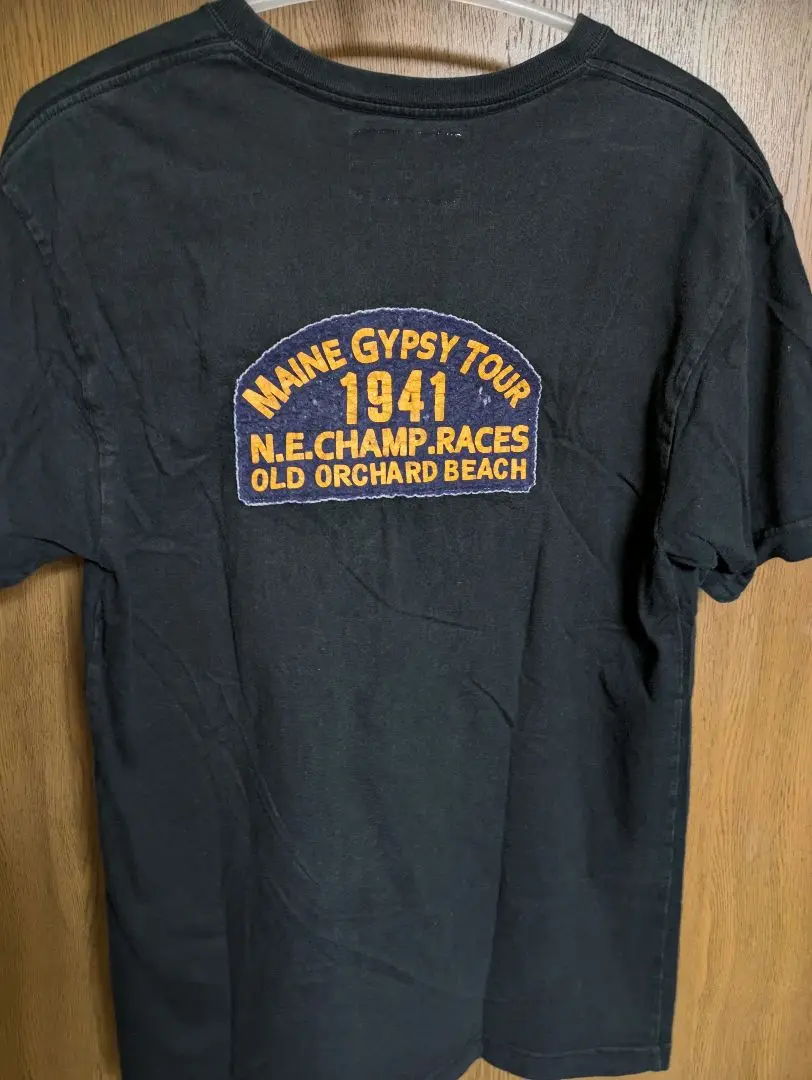 MAINE GYPSY TOUR
1941
N.E.CHAMP.RACES
OLD ORCHARD BEACH